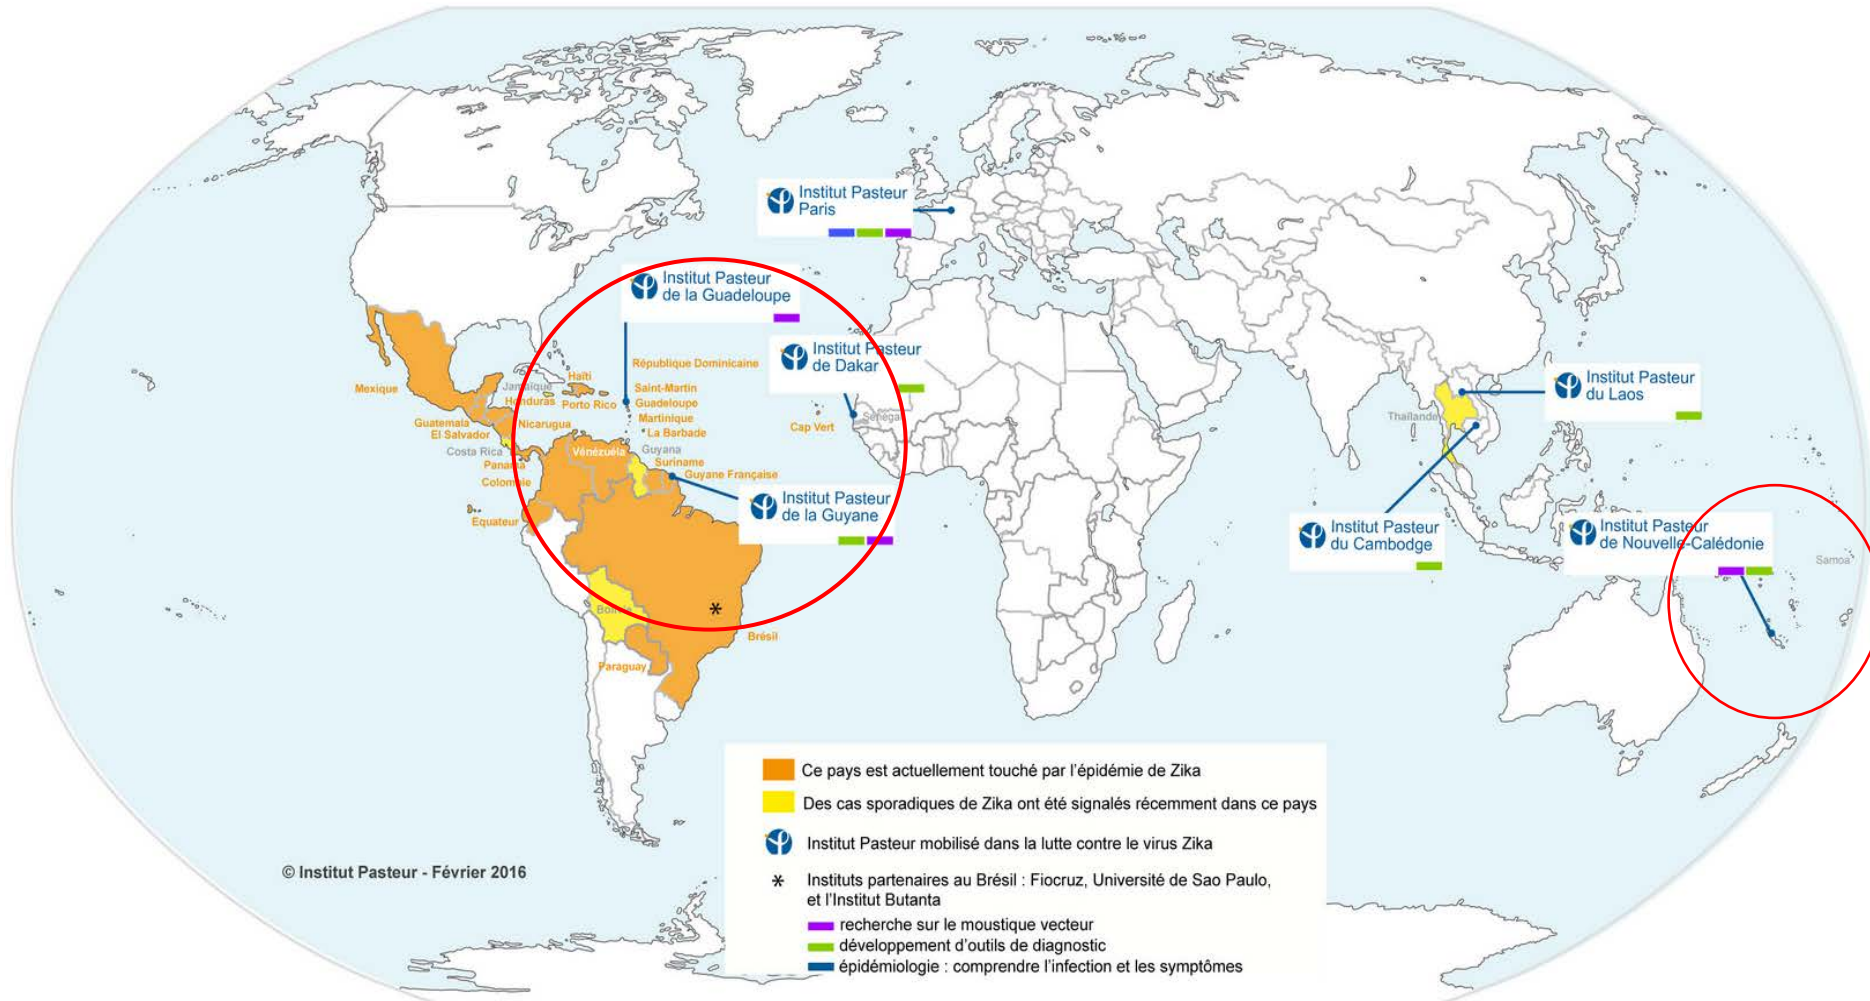 Institut Pasteur
Paris
Institut Pasteur
de la Guadeloupe
Institut Pasteur
de Dakar
République Dominicaine
Haïti
Jamaïque
Saint-Martin
Mexique
Honduras
Porto Rico
Guadeloupe
Martinique
Guatemala
Nicarugua
El Salvador
La Barbade
Cap Vert
Sénégal
Costa Rica
Vénézuéla
Guyana
Panama
Suriname
Colombie
Guyane Française
Institut Pasteur
de la Guyane
Equateur
Bolivie
Brésil
Paraguay
Thaïlande
Institut Pasteur
du Laos
Institut Pasteur
du Cambodge
Institut Pasteur
de Nouvelle-Calédonie
Samoa
Ce pays est actuellement touché par l'épidémie de Zika
Des cas sporadiques de Zika ont été signalés récemment dans ce pays
Institut Pasteur mobilisé dans la lutte contre le virus Zika
* Instituts partenaires au Brésil : Fiocruz, Université de Sao Paulo,
et l'Institut Butanta
recherche sur le moustique vecteur
développement d'outils de diagnostic
épidémiologie : comprendre l'infection et les symptômes
© Institut Pasteur - Février 2016